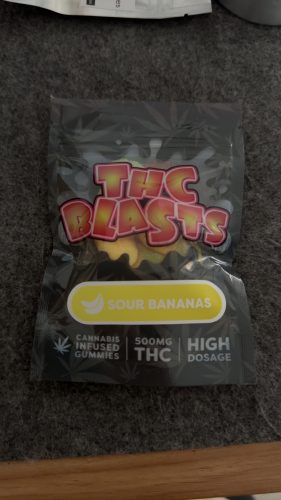 THC
BLASTS
SOUR BANANAS
CANNABIS
INFUSED
GUMMIES
500MG
THC
HIGH
DOSAGE